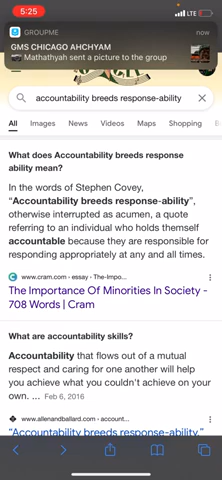 5:25
LTE
GROUPME
now
GMS CHICAGO AHCHYAM
Mathathyah sent a picture to the group
accountability breeds response-ability
All Images News Videos Maps Shopping
What does Accountability breeds response
ability mean?
In the words of Stephen Covey,
“Accountability breeds response-ability”,
otherwise interrupted as acumen, a quote
referring to an individual who holds themself
accountable because they are responsible for
responding appropriately at any and all times.
www.cram.com › essay › The-Impo...
The Importance Of Minorities In Society -
708 Words | Cram
What are accountability skills?
Accountability that flows out of a mutual
respect and caring for one another will help
you achieve what you couldn't achieve on your
own. ... Feb 6, 2016
www.allenandballard.com › account...
“Accountability breeds response-ability.”